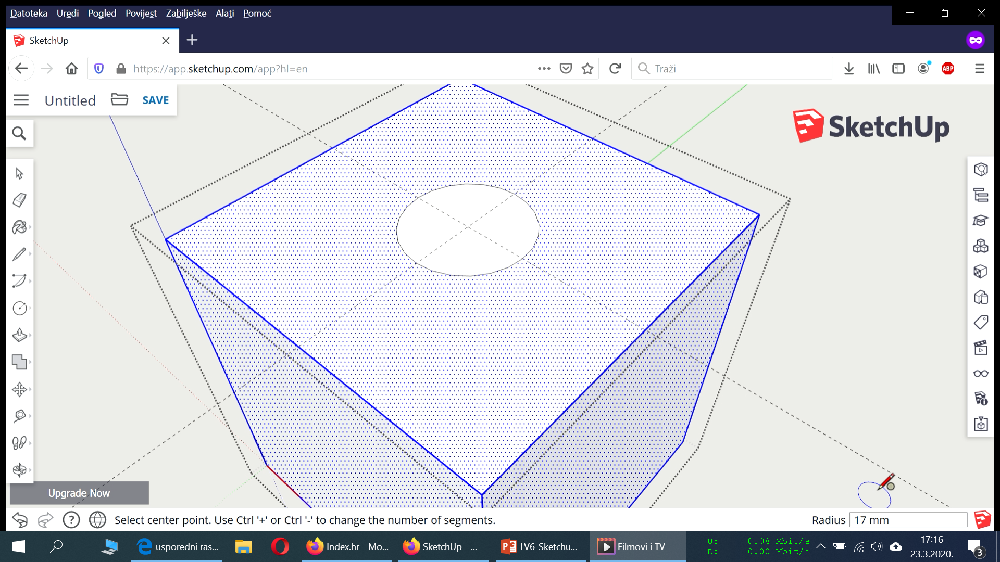 Datoteka Uredi Pogled Povijest Zabilješke Alati Pomoć
SketchUp
https://app.sketchup.com/app?hl=en
Traži
ABP
Untitled SAVE
SketchUp
Upgrade Now
Select center point. Use Ctrl '+' or Ctrl '-' to change the number of segments.
Radius 17 mm
usporedni ras...
Index.hr - Mo...
SketchUp - ...
LV6-Sketchu...
Filmovi i TV
U: 0.08 Mbit/s
D: 0.00 Mbit/s
17:16
23.3.2020.
3